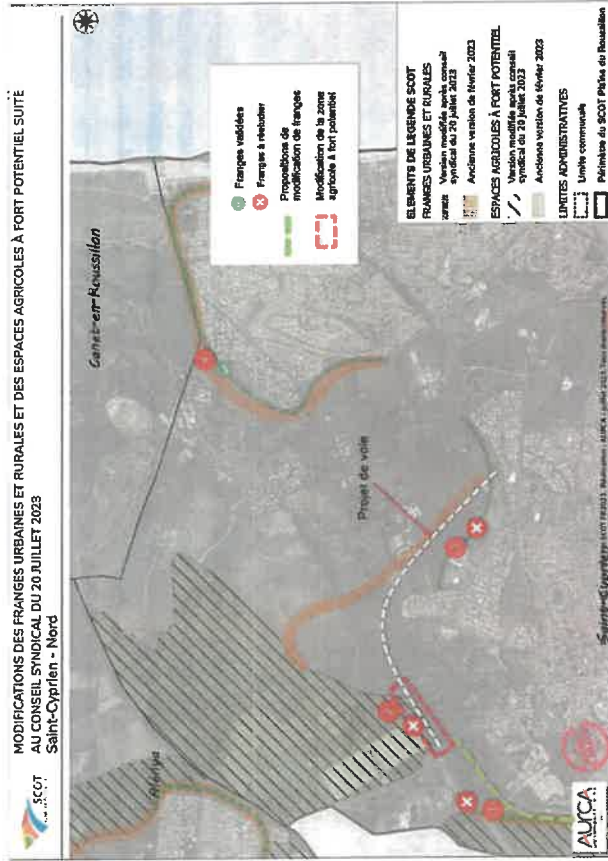 SCOT
MODIFICATIONS DES FRANGES URBAINES ET RURALES ET DES ESPACES AGRICOLES À FORT POTENTIEL SUITE
AU CONSEIL SYNDICAL DU 20 JUILLET 2023
Saint-Cyprien - Nord
Canet-en-Roussillon
Alénya
Projet de voie
Franges validées
Franges à
Propositions de
modification de franges
Modification de la zone
agricole à fort potentiel
ELEMENTS DE LEGENDE SCOT
FRANGES URBAINES ET RURALES
Version modifiée après conseil
syndical du 20 juillet 2023
Ancienne version de février 2023
ESPACES AGRICOLES À FORT POTENTIEL
Version modifiée après conseil
syndical du 20 juillet 2023
Ancienne version de février 2023
LIMITES ADMINISTRATIVES
Limite communale
Périmètre du SCOT Plaine du Roussillon
Saint-Cyprien
AURCA